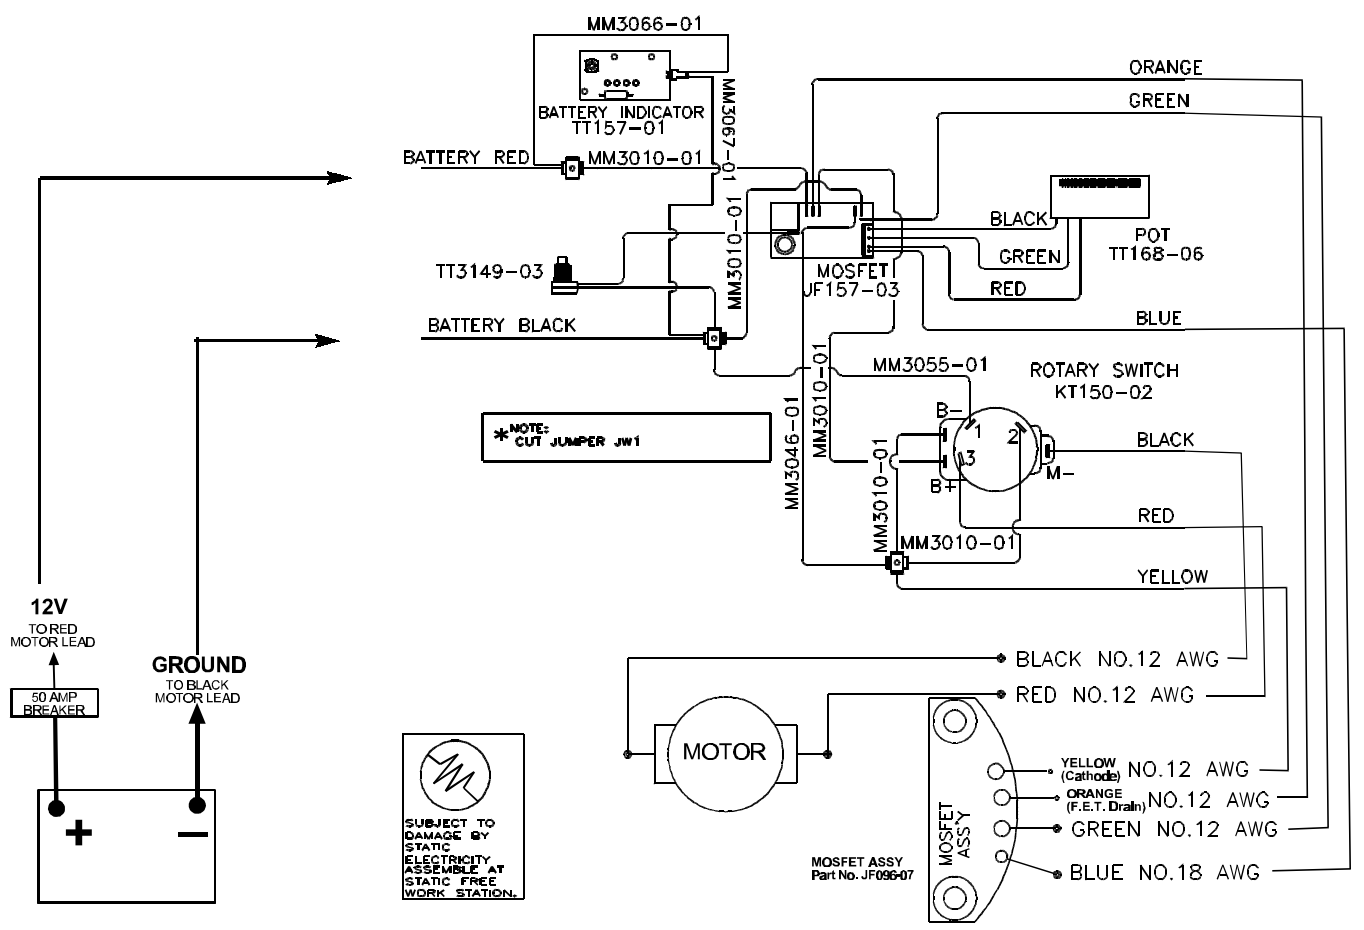 MM3066-01
BATTERY INDICATOR
TT157-01
MM3067-01
ORANGE
GREEN
BATTERY RED
MM3010-01
MM3010-01
BLACK
GREEN
RED
POT
TT168-06
TT3149-03
MOSFET
JF157-03
BATTERY BLACK
BLUE
MM3055-01
ROTARY SWITCH
KT150-02
MM3010-01
MM3046-01
MM3010-01
B-
1
2
3
B+
M-
BLACK
*NOTE:
CUT JUMPER JW1
RED
MM3010-01
YELLOW
12V
TO RED
MOTOR LEAD
50 AMP
BREAKER
GROUND
TO BLACK
MOTOR LEAD
+
−
BLACK NO.12 AWG
RED NO.12 AWG
MOTOR
YELLOW
(Cathode) NO.12 AWG
ORANGE
(F.E.T. Drain) NO.12 AWG
GREEN NO.12 AWG
BLUE NO.18 AWG
MOSFET
ASS'Y
MOSFET ASSY
Part No. JF096-07
SUBJECT TO
DAMAGE BY
STATIC
ELECTRICITY
ASSEMBLE AT
STATIC FREE
WORK STATION.